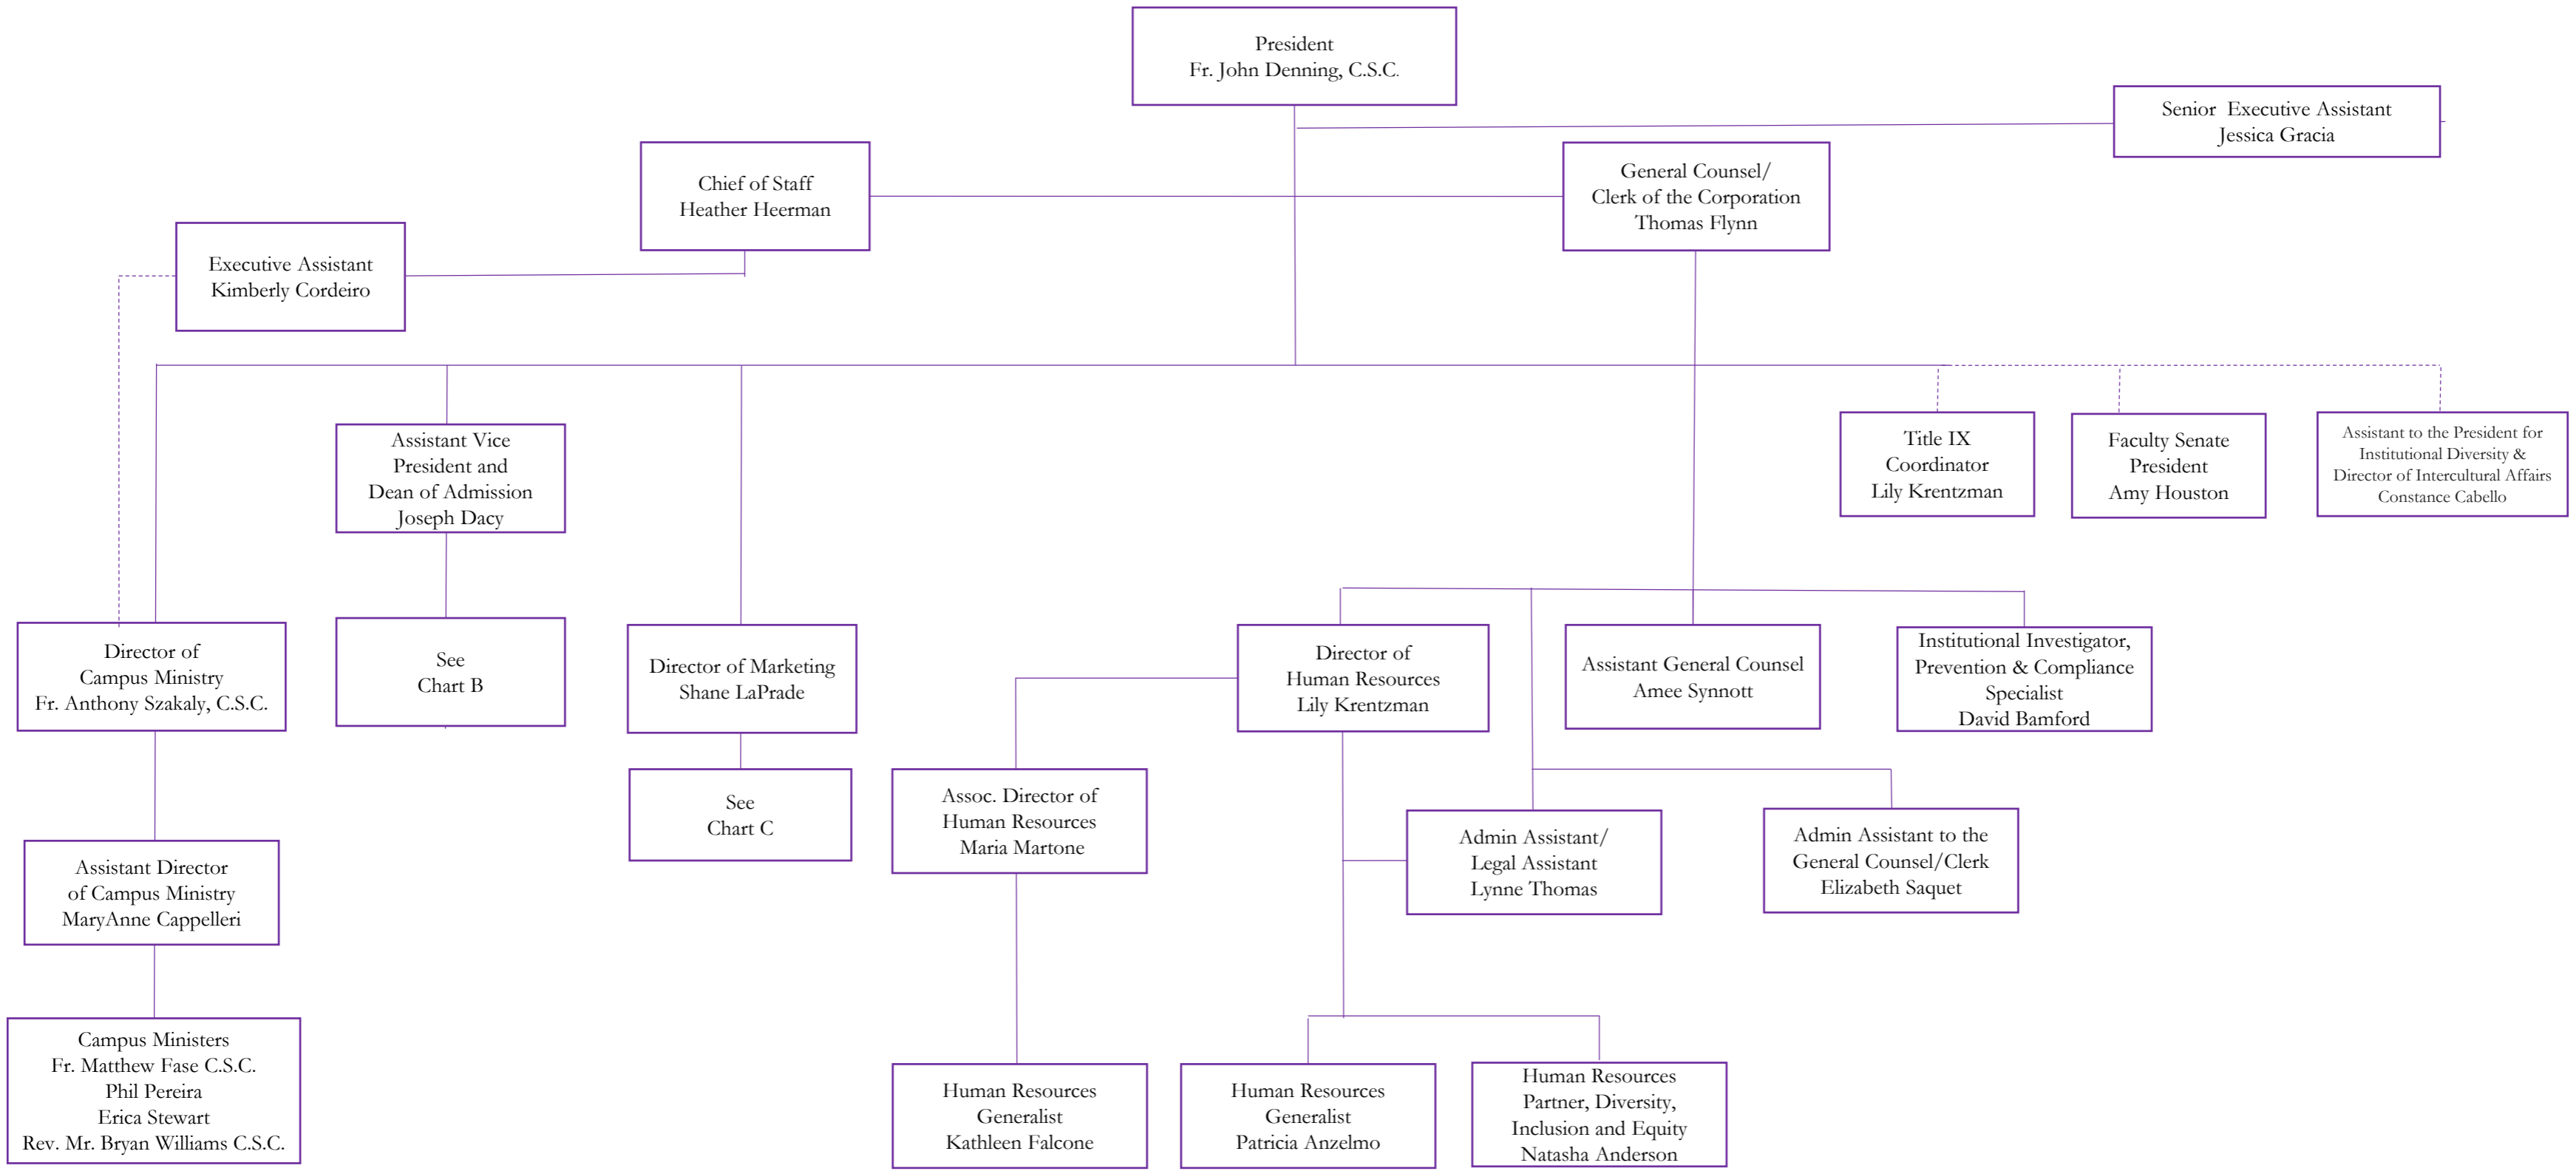 President
Fr. John Denning, C.S.C.
Senior Executive Assistant
Jessica Gracia
Chief of Staff
Heather Heerman
General Counsel/
Clerk of the Corporation
Thomas Flynn
Executive Assistant
Kimberly Cordeiro
Assistant Vice
President and
Dean of Admission
Joseph Dacy
Title IX
Coordinator
Lily Krentzman
Faculty Senate
President
Amy Houston
Assistant to the President for
Institutional Diversity &
Director of Intercultural Affairs
Constance Cabello
Director of
Campus Ministry
Fr. Anthony Szakaly, C.S.C.
See
Chart B
Director of Marketing
Shane LaPrade
Director of
Human Resources
Lily Krentzman
Assistant General Counsel
Amee Synnott
Institutional Investigator,
Prevention & Compliance
Specialist
David Bamford
See
Chart C
Assoc. Director of
Human Resources
Maria Martone
Admin Assistant/
Legal Assistant
Lynne Thomas
Admin Assistant to the
General Counsel/Clerk
Elizabeth Saquet
Assistant Director
of Campus Ministry
MaryAnne Cappelleri
Campus Ministers
Fr. Matthew Fase C.S.C.
Phil Pereira
Erica Stewart
Rev. Mr. Bryan Williams C.S.C.
Human Resources
Generalist
Kathleen Falcone
Human Resources
Generalist
Patricia Anzelmo
Human Resources
Partner, Diversity,
Inclusion and Equity
Natasha Anderson